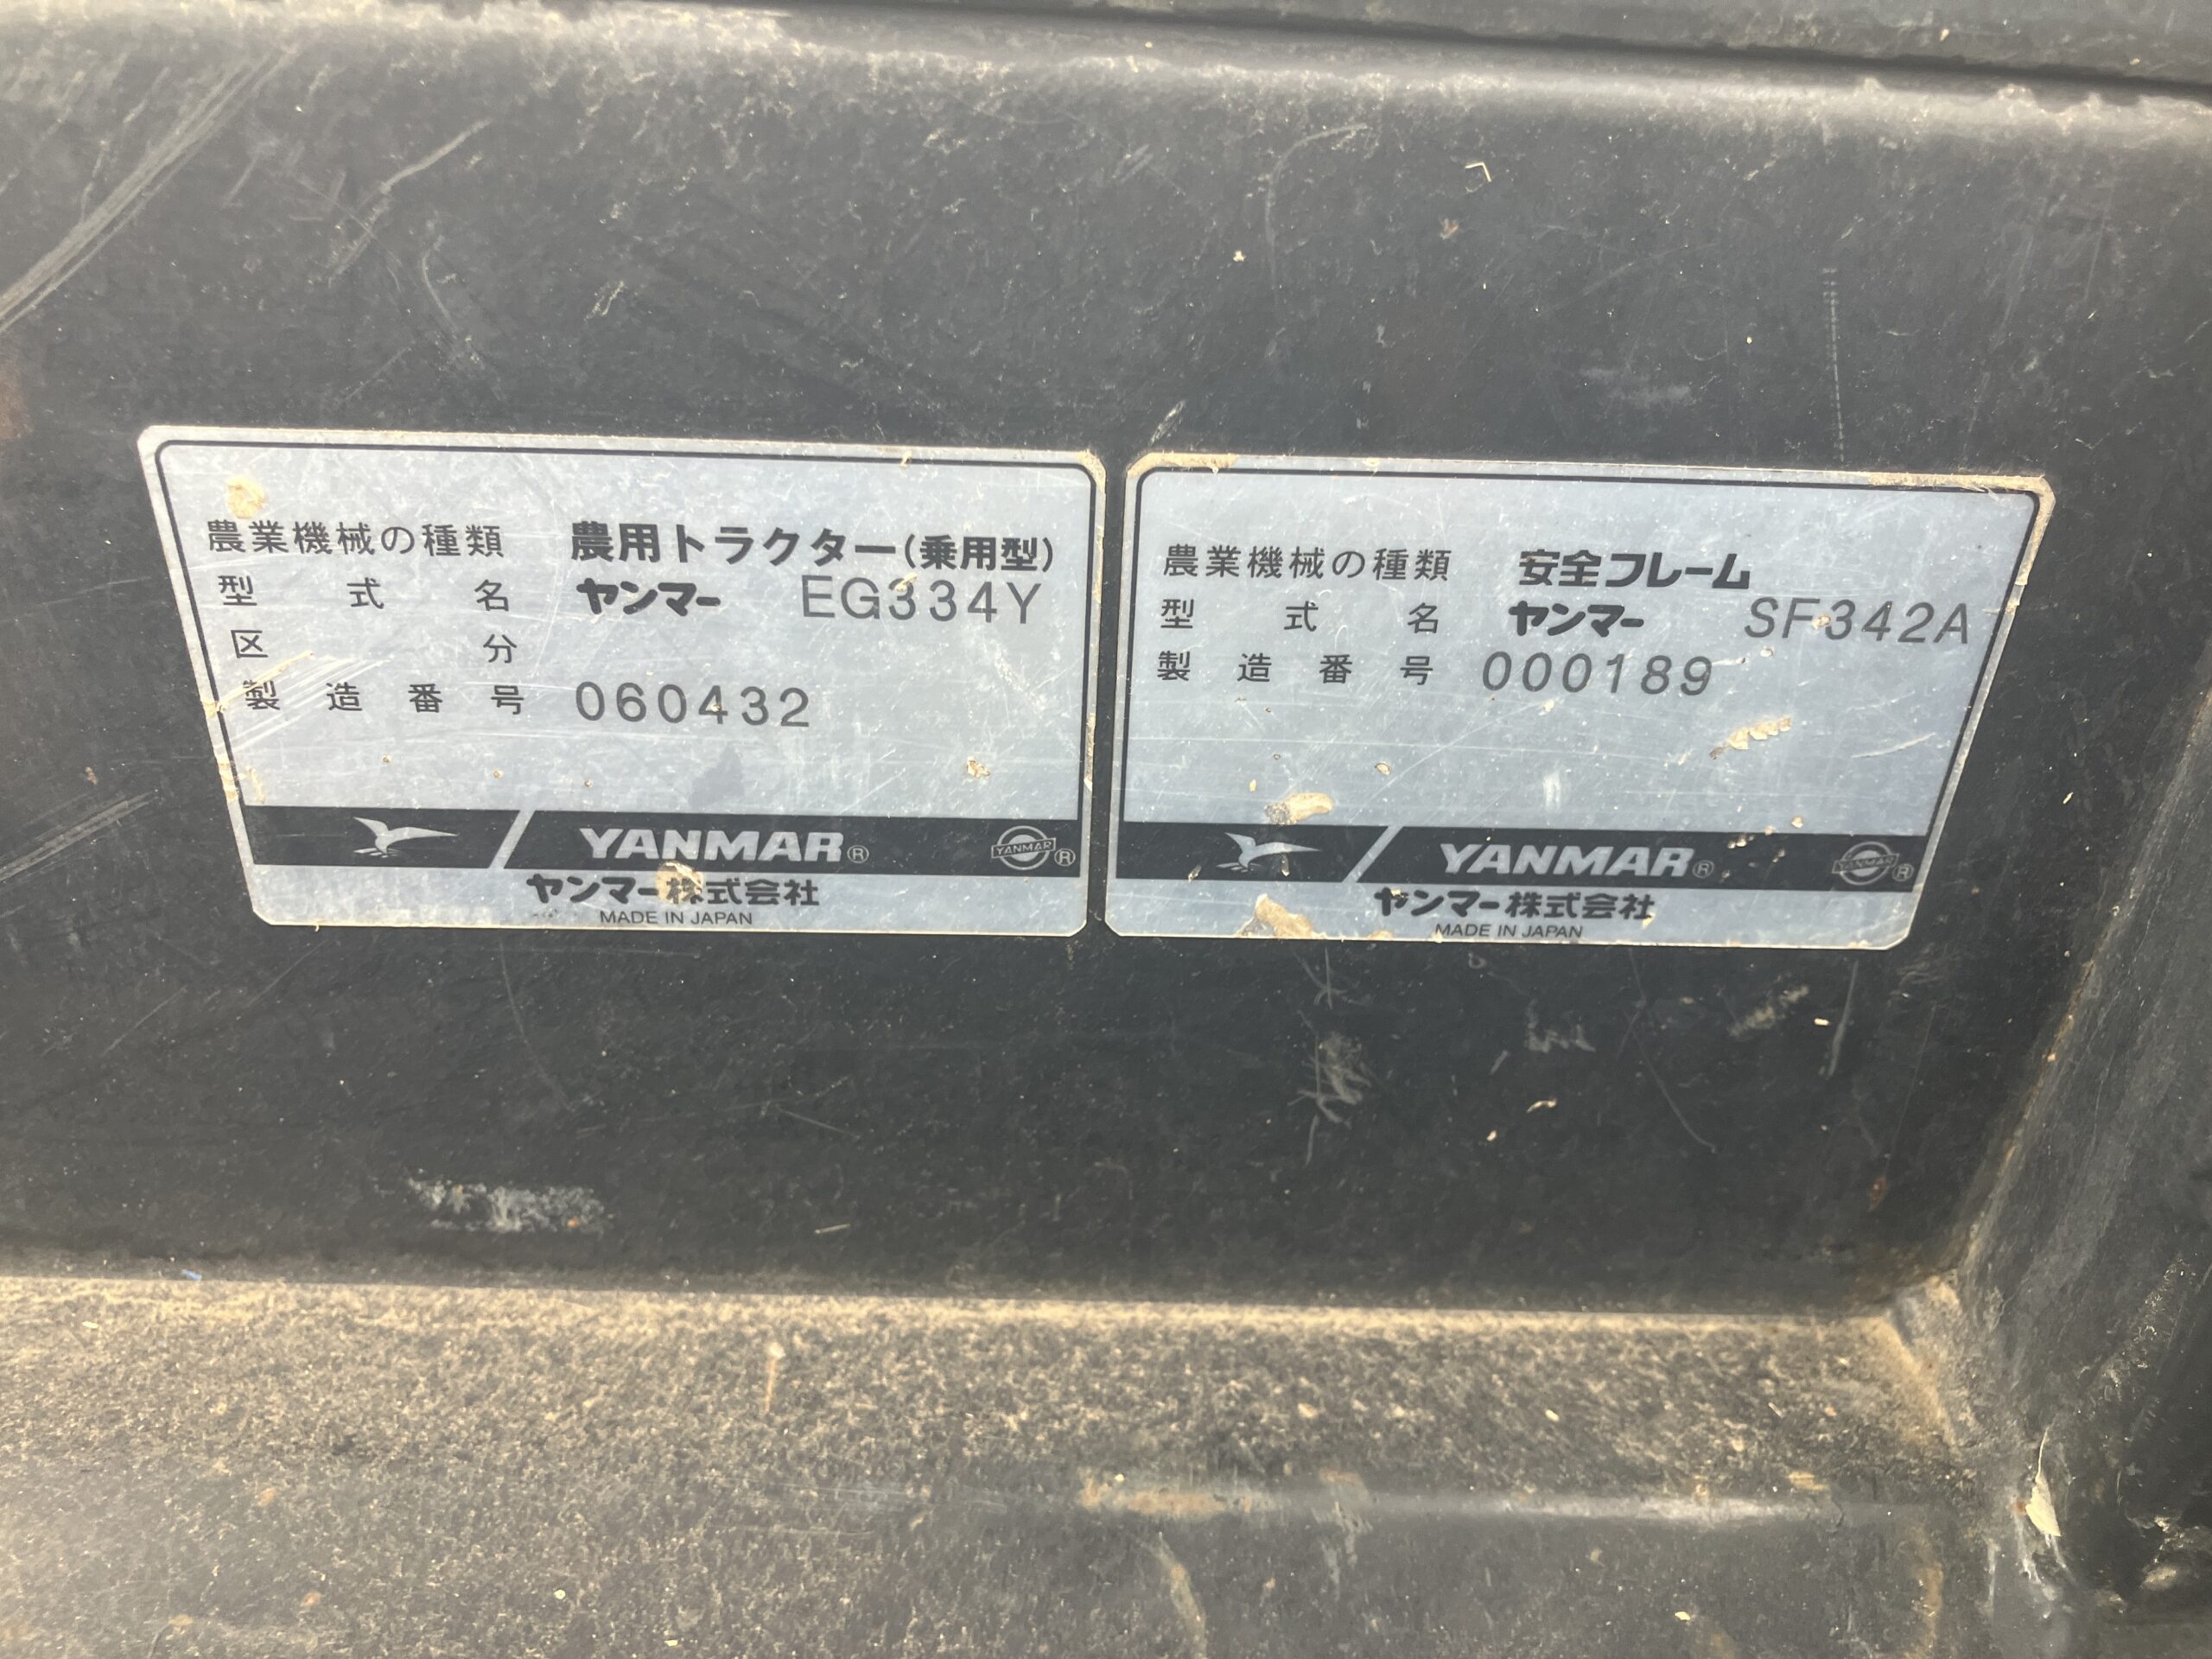 農業機械の種類 農用トラクター(乗用型)
型式名 ヤンマー EG334Y
区分
製造番号 060432
YANMAR®
YANMAR ®
ヤンマー株式会社
MADE IN JAPAN
農業機械の種類 安全フレーム
型式名 ヤンマー SF342A
製造番号 000189
YANMAR®
YANMAR ®
ヤンマー株式会社
MADE IN JAPAN